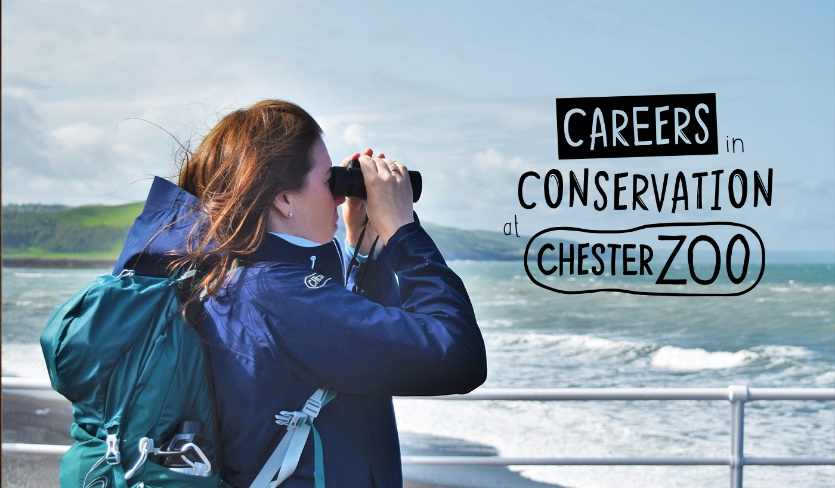 CAREERS in
CONSERVATION
at
CHESTER ZOO